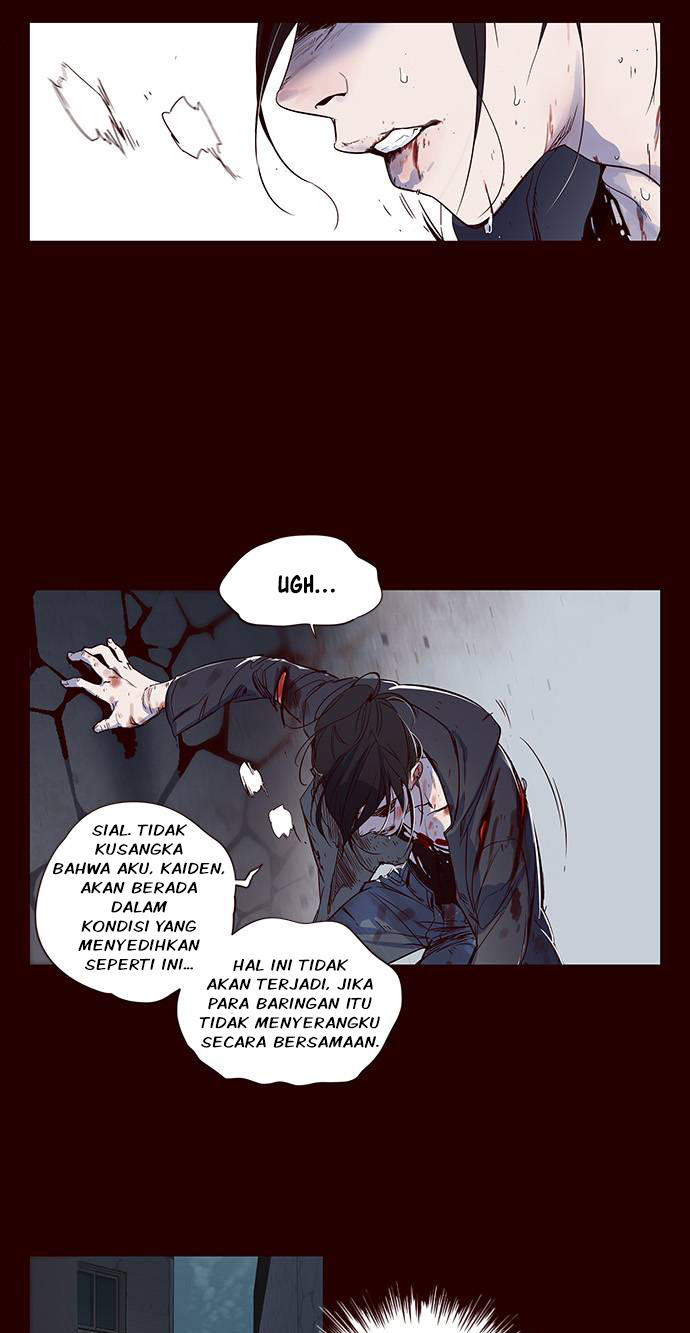 UGH...
SIAL. TIDAK
KUSANGKA
BAHWA AKU, KAIDEN,
AKAN BERADA
DALAM
KONDISI YANG
MENYEDIHKAN
SEPERTI INI...
HAL INI TIDAK
AKAN TERJADI, JIKA
PARA BARINGAN ITU
TIDAK MENYERANGKU
SECARA BERSAMAAN.